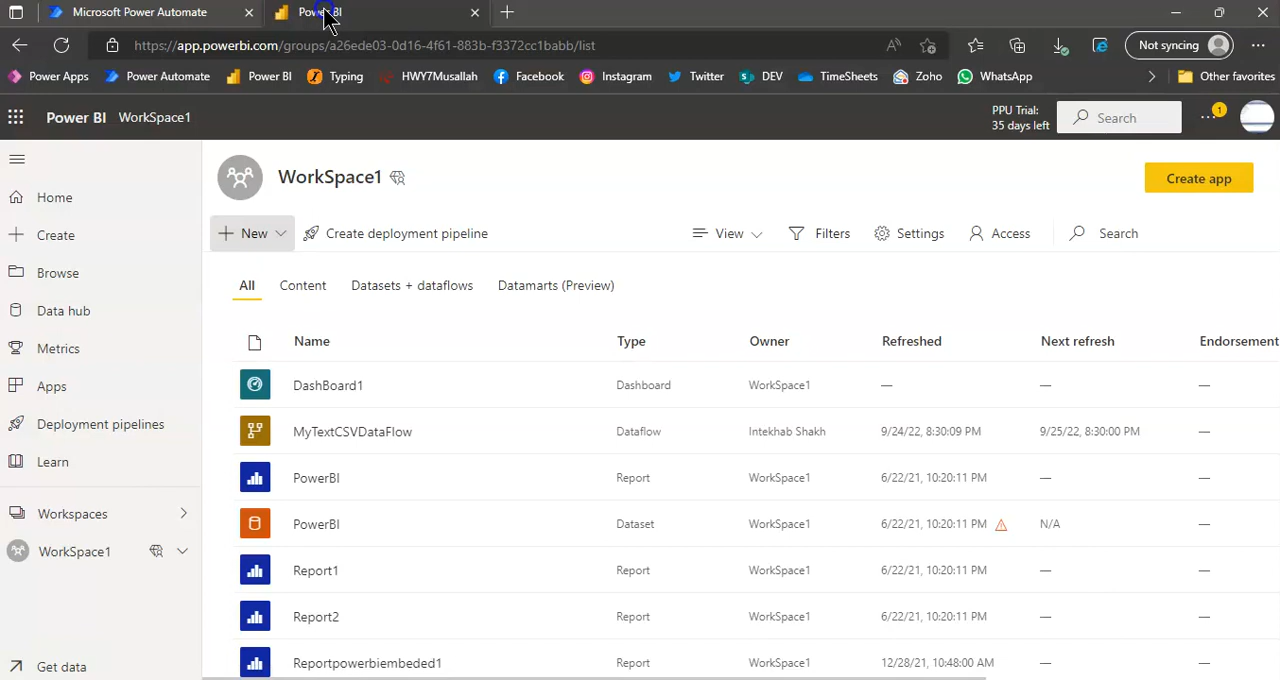 Microsoft Power Automate
Power BI
https://app.powerbi.com/groups/a26ede03-0d16-4f61-883b-f3372cc1babb/list
Not syncing
Power Apps Power Automate Power BI Typing HWY7Musallah Facebook Instagram Twitter DEV TimeSheets Zoho WhatsApp Other favorites
Power BI WorkSpace1
PPU Trial:
35 days left
Search
1
Home
Create
Browse
Data hub
Metrics
Apps
Deployment pipelines
Learn
Workspaces
WorkSpace1
Get data
WorkSpace1
Create app
New Create deployment pipeline View Filters Settings Access Search
All Content Datasets + dataflows Datamarts (Preview)
Name Type Owner Refreshed Next refresh Endorsement
DashBoard1 Dashboard WorkSpace1 — — —
MyTextCSVDataFlow Dataflow Intekhab Shakh 9/24/22, 8:30:09 PM 9/25/22, 8:30:00 PM —
PowerBI Report WorkSpace1 6/22/21, 10:20:11 PM — —
PowerBI Dataset WorkSpace1 6/22/21, 10:20:11 PM N/A —
Report1 Report WorkSpace1 6/22/21, 10:20:11 PM — —
Report2 Report WorkSpace1 6/22/21, 10:20:11 PM — —
Reportpowerbiembeded1 Report WorkSpace1 12/28/21, 10:48:00 AM — —